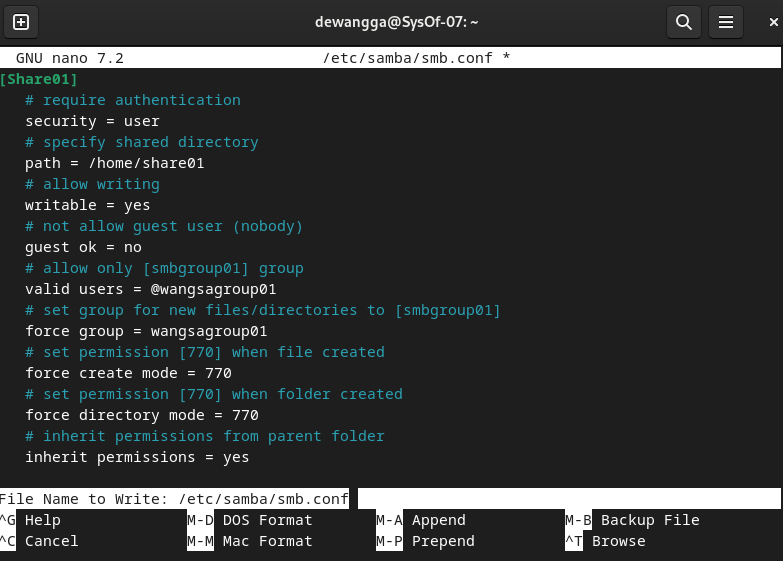 dewangga@SysOf-07: ~
GNU nano 7.2 /etc/samba/smb.conf *
[Share01]
# require authentication
security = user
# specify shared directory
path = /home/share01
# allow writing
writable = yes
# not allow guest user (nobody)
guest ok = no
# allow only [smbgroup01] group
valid users = @wangsagroup01
# set group for new files/directories to [smbgroup01]
force group = wangsagroup01
# set permission [770] when file created
force create mode = 770
# set permission [770] when folder created
force directory mode = 770
# inherit permissions from parent folder
inherit permissions = yes
File Name to Write: /etc/samba/smb.conf
^G Help M-D DOS Format M-A Append M-B Backup File
^C Cancel M-M Mac Format M-P Prepend ^T Browse